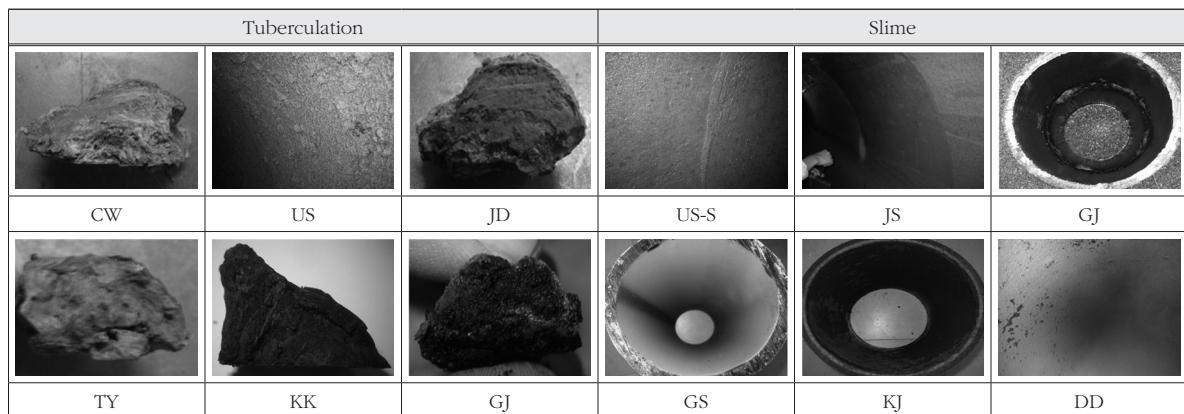 Tuberculation Slime
CW US JD US-S JS GJ
TY KK GJ GS KJ DD